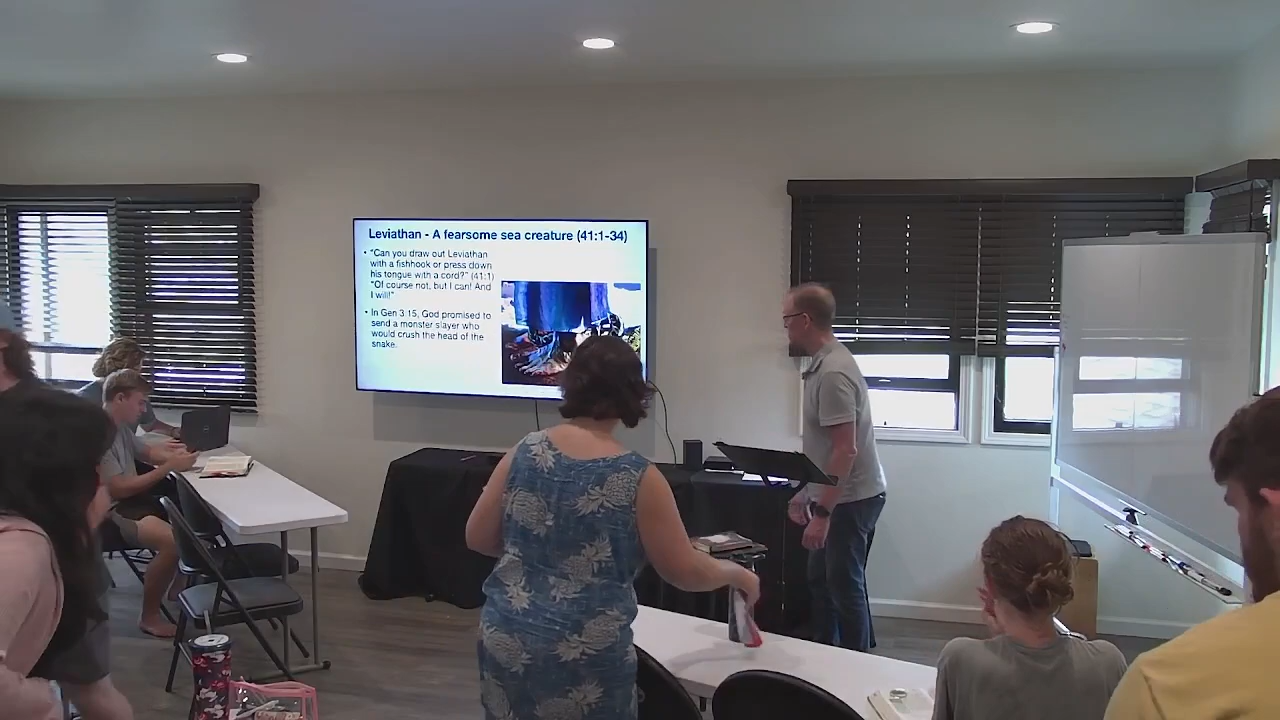 Leviathan - A fearsome sea creature (41:1-34)
• "Can you draw out Leviathan
with a fishhook or press down
his tongue with a cord?" (41:1)
"Of course not, but I can! And
I will!"
• In Gen 3:15, God promised to
send a monster slayer who
would crush the head of the
snake.